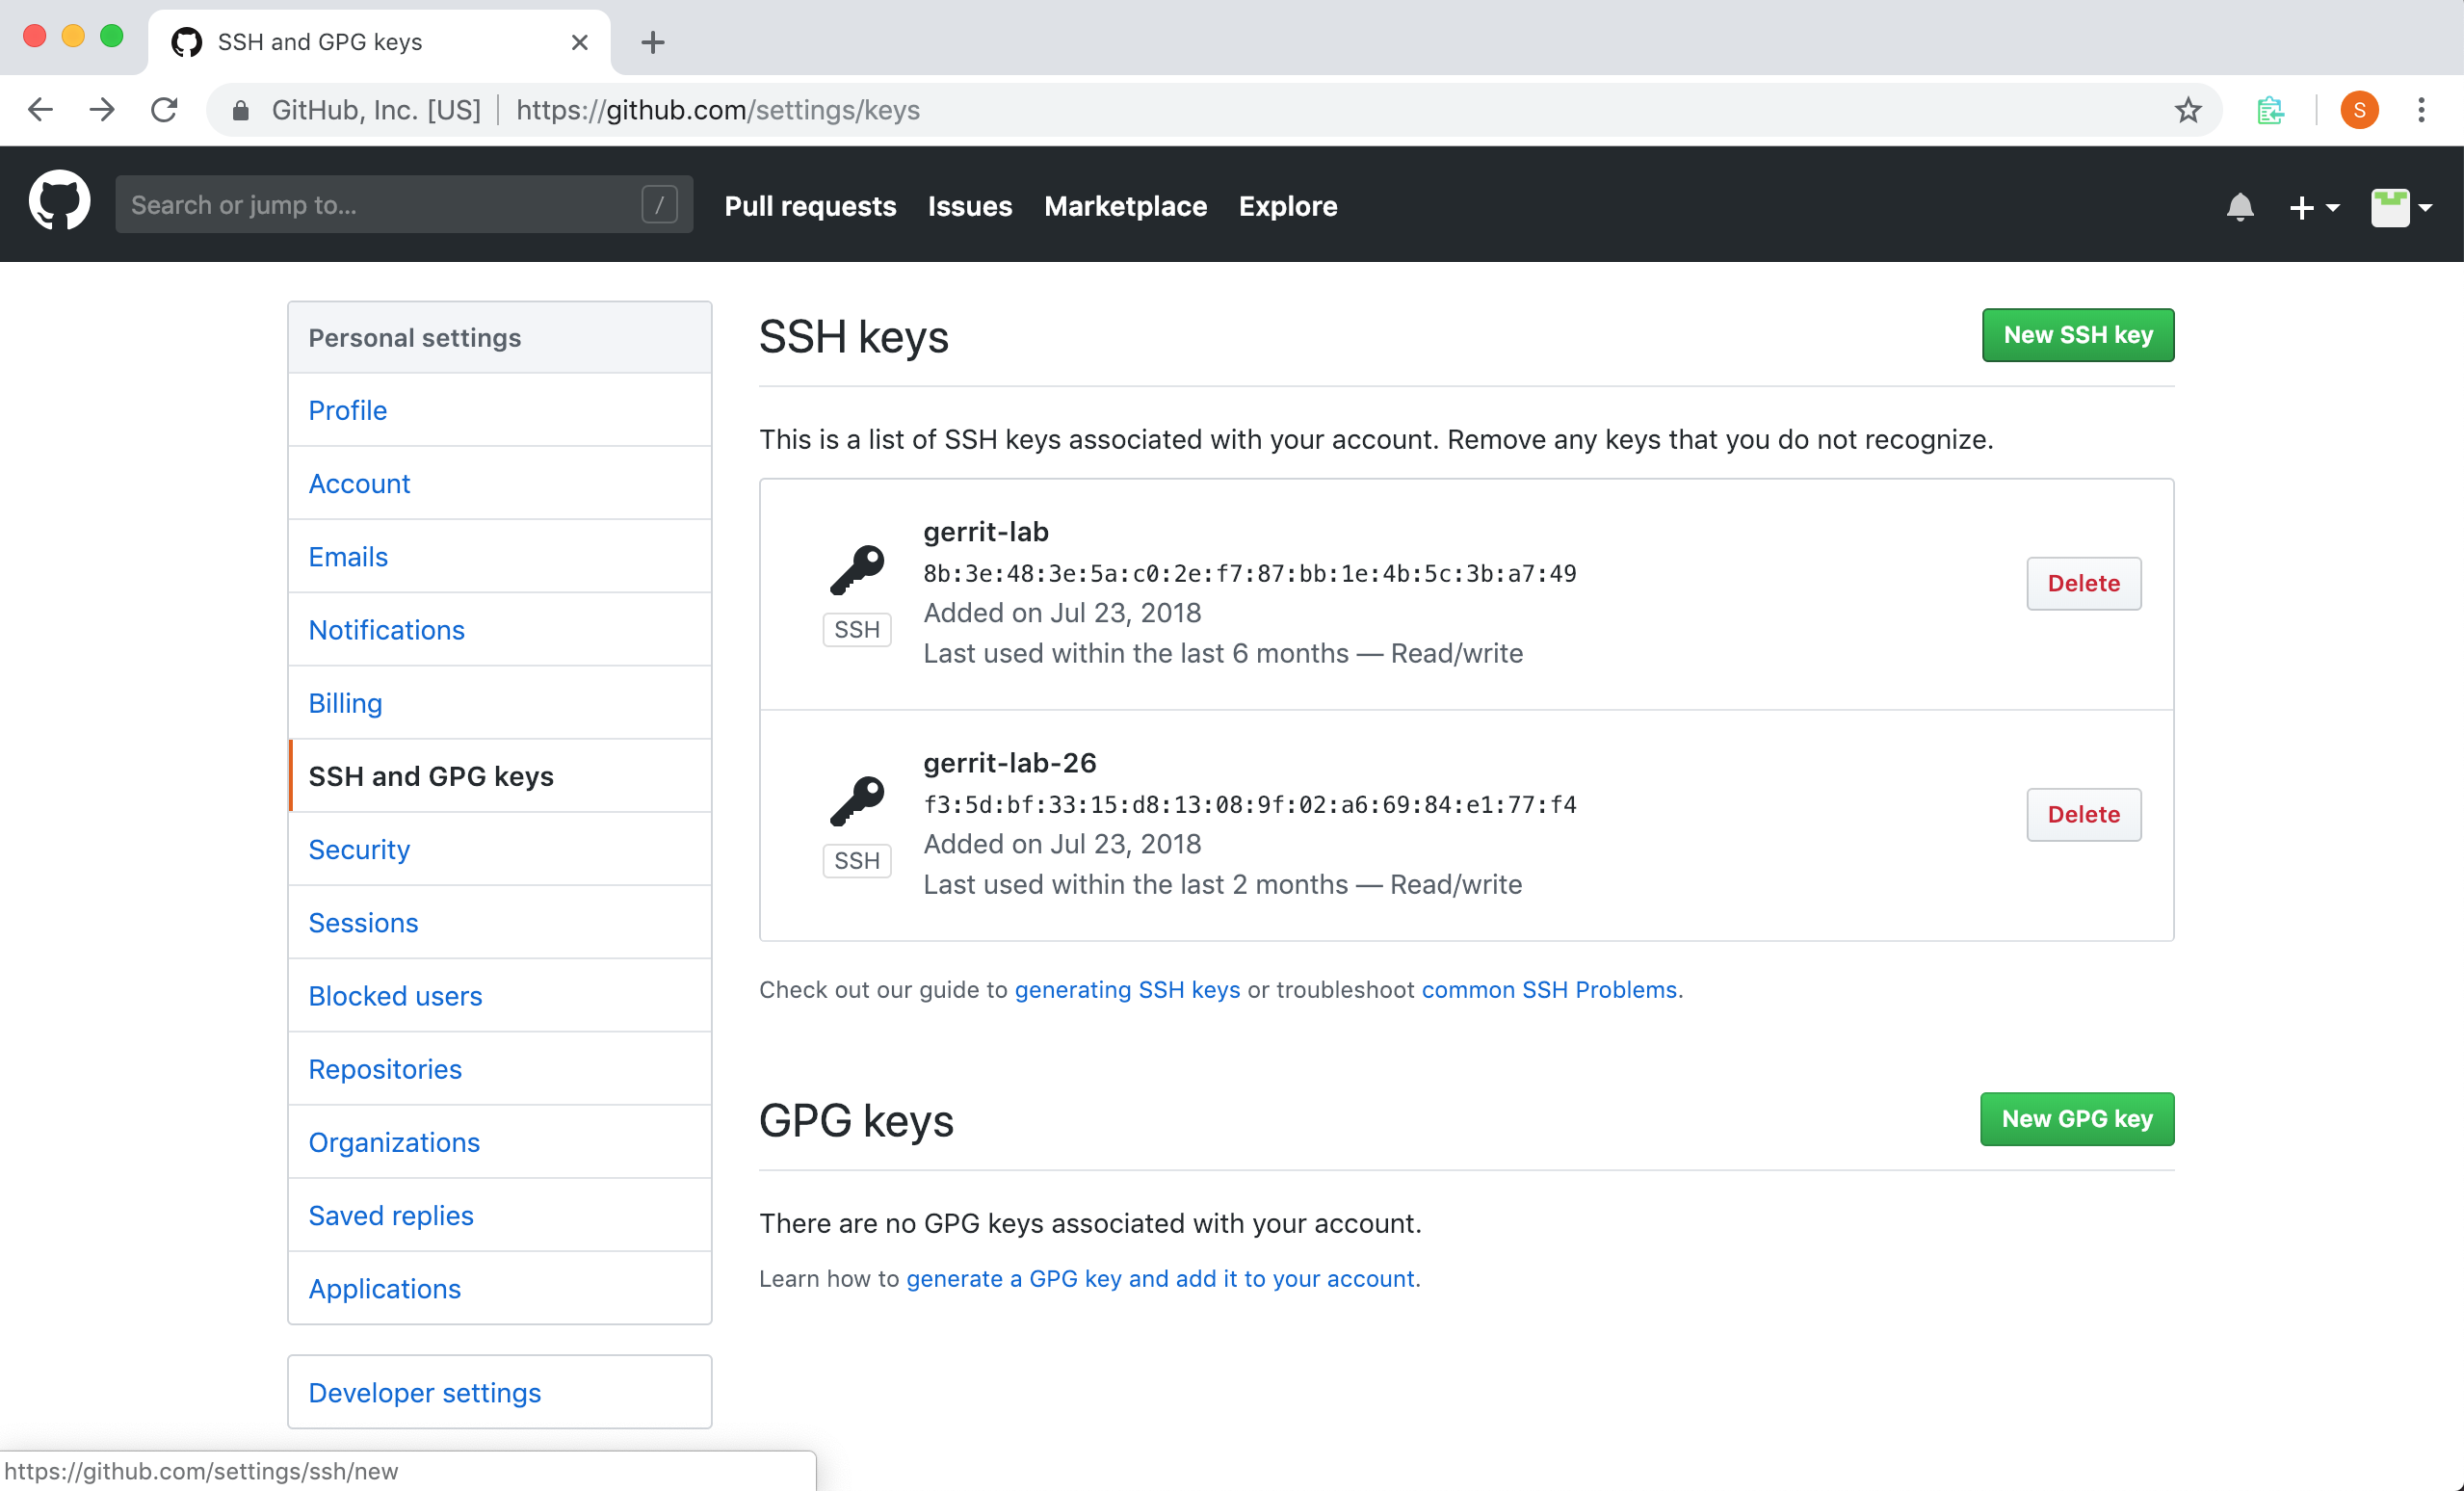 SSH and GPG keys
GitHub, Inc. [US] https://github.com/settings/keys
S
Search or jump to... /
Pull requests Issues Marketplace Explore
Personal settings
Profile
Account
Emails
Notifications
Billing
SSH and GPG keys
Security
Sessions
Blocked users
Repositories
Organizations
Saved replies
Applications
Developer settings
SSH keys
New SSH key
This is a list of SSH keys associated with your account. Remove any keys that you do not recognize.
gerrit-lab
8b:3e:48:3e:5a:c0:2e:f7:87:bb:1e:4b:5c:3b:a7:49
Added on Jul 23, 2018
Last used within the last 6 months — Read/write
SSH
Delete
gerrit-lab-26
f3:5d:bf:33:15:d8:13:08:9f:02:a6:69:84:e1:77:f4
Added on Jul 23, 2018
Last used within the last 2 months — Read/write
SSH
Delete
Check out our guide to generating SSH keys or troubleshoot common SSH Problems.
GPG keys
New GPG key
There are no GPG keys associated with your account.
Learn how to generate a GPG key and add it to your account.
https://github.com/settings/ssh/new